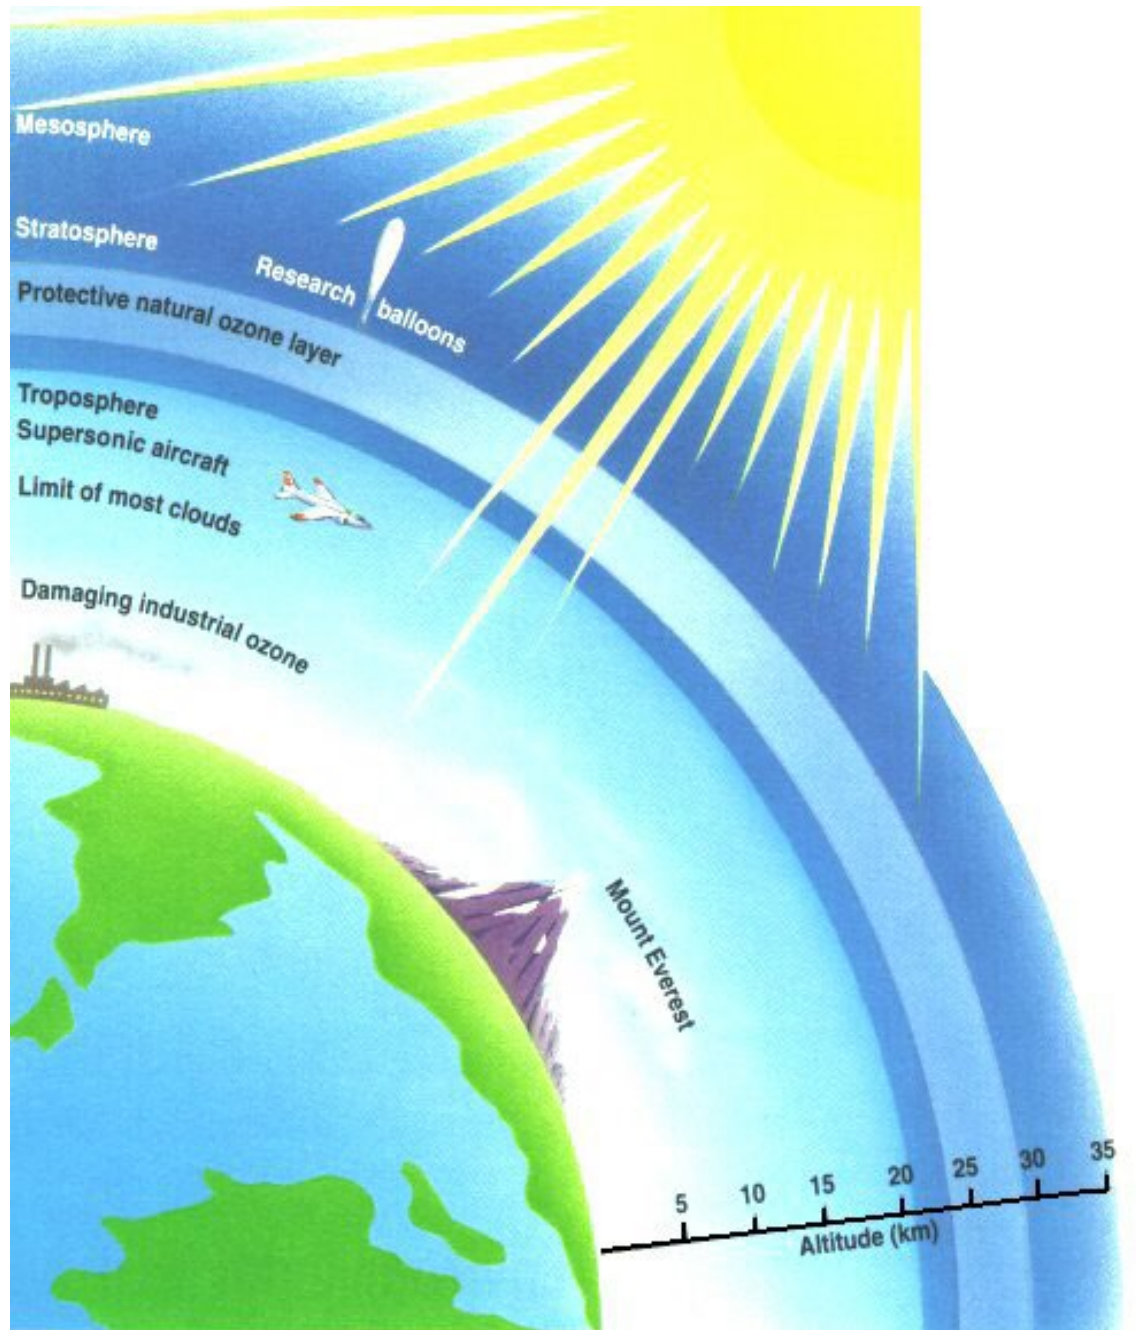 Mesosphere
Stratosphere
Research
balloons
Protective natural ozone layer
Troposphere
Supersonic aircraft
Limit of most clouds
Damaging industrial ozone
Mount Everest
5 10 15 20 25 30 35
Altitude (km)